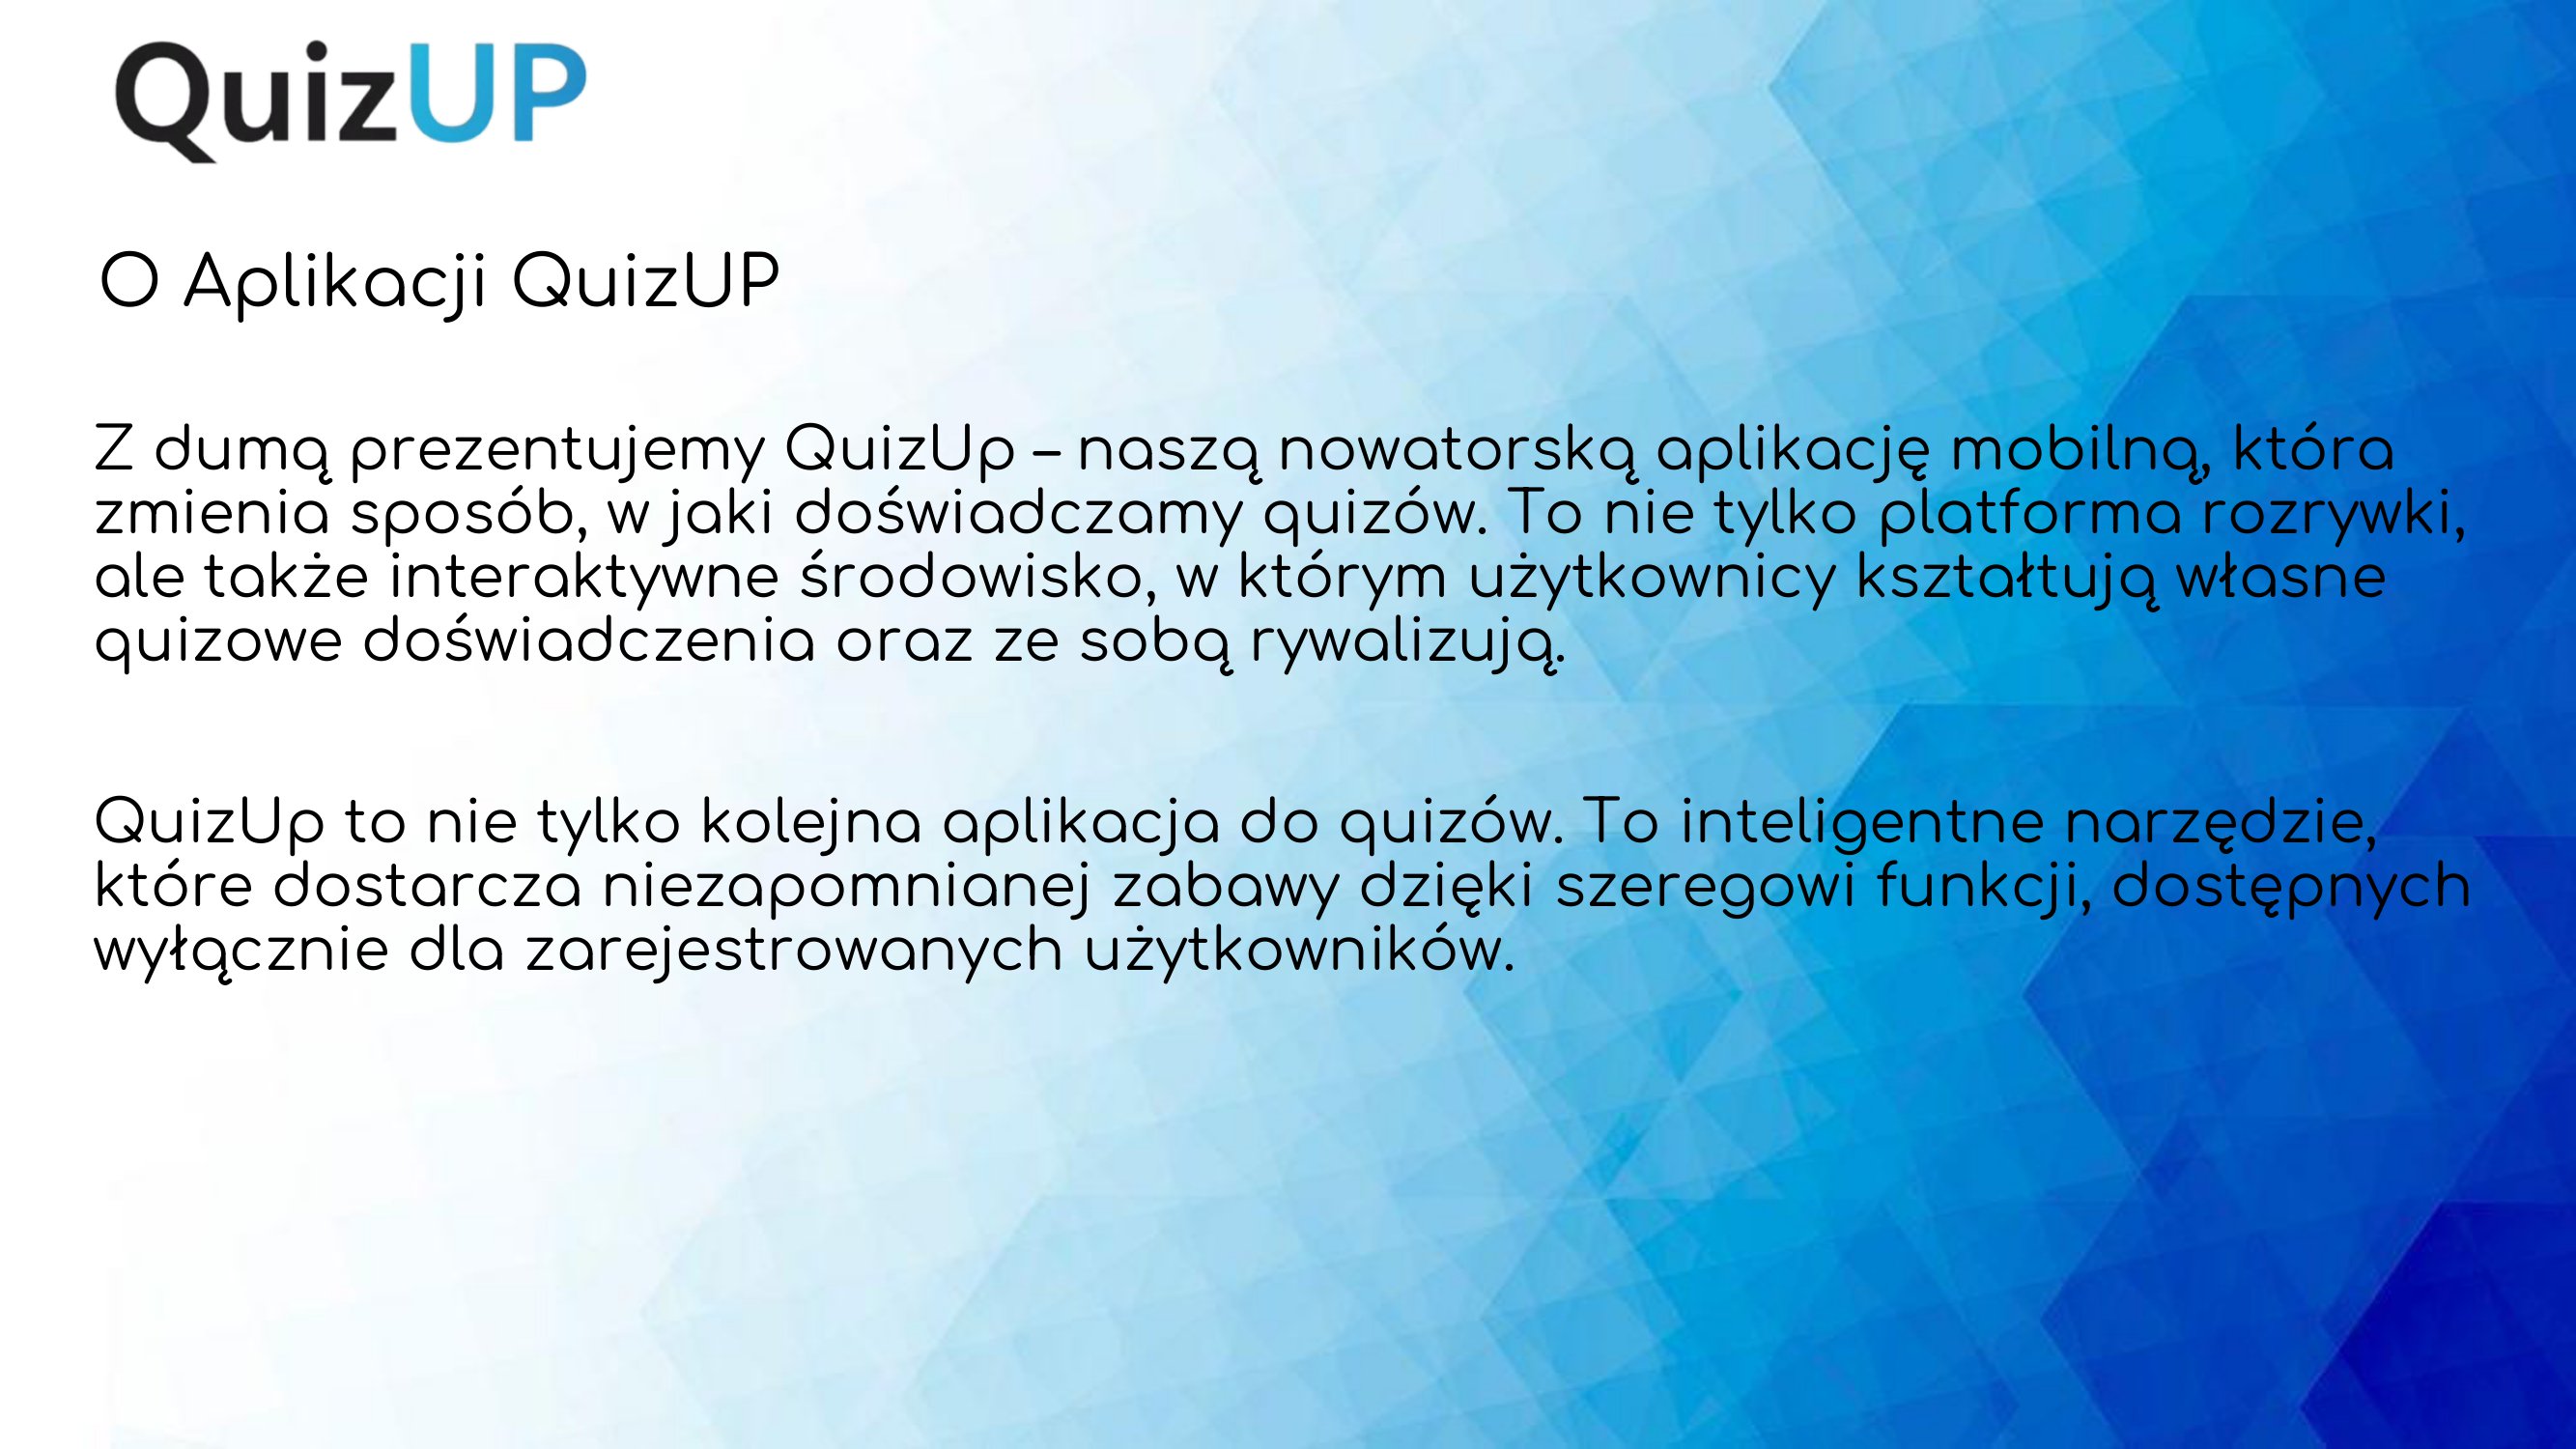 QuizUP
O Aplikacji QuizUP
Z dumą prezentujemy QuizUp – naszą nowatorską aplikację mobilną, która
zmienia sposób, w jaki doświadczamy quizów. To nie tylko platforma rozrywki,
ale także interaktywne środowisko, w którym użytkownicy kształtują własne
quizowe doświadczenia oraz ze sobą rywalizują.
QuizUp to nie tylko kolejna aplikacja do quizów. To inteligentne narzędzie,
które dostarcza niezapomnianej zabawy dzięki szeregowi funkcji, dostępnych
wyłącznie dla zarejestrowanych użytkowników.